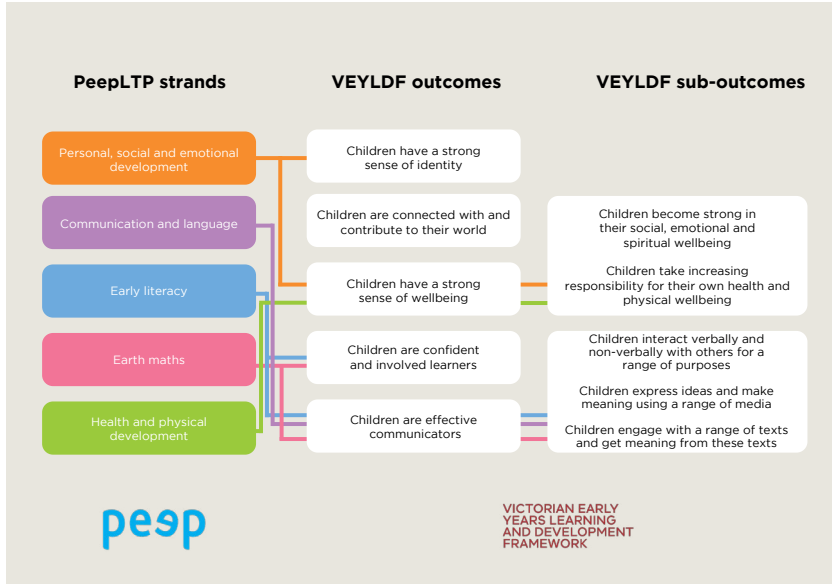 PeepLTP strands
VEYLDF outcomes
VEYLDF sub-outcomes
Personal, social and emotional
development
Communication and language
Early literacy
Earth maths
Health and physical
development
Children have a strong
sense of identity
Children are connected with and
contribute to their world
Children have a strong
sense of wellbeing
Children are confident
and involved learners
Children are effective
communicators
Children become strong in
their social, emotional and
spiritual wellbeing
Children take increasing
responsibility for their own health and
physical wellbeing
Children interact verbally and
non-verbally with others for a
range of purposes
Children express ideas and make
meaning using a range of media
Children engage with a range of texts
and get meaning from these texts
peep
VICTORIAN EARLY
YEARS LEARNING
AND DEVELOPMENT
FRAMEWORK